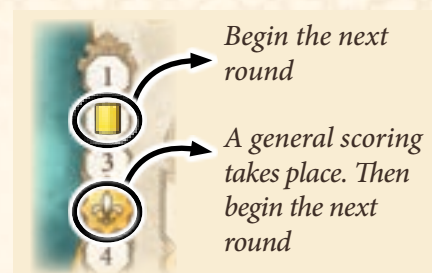 Begin the next
round
1
3
A general scoring
takes place. Then
begin the next
round
4